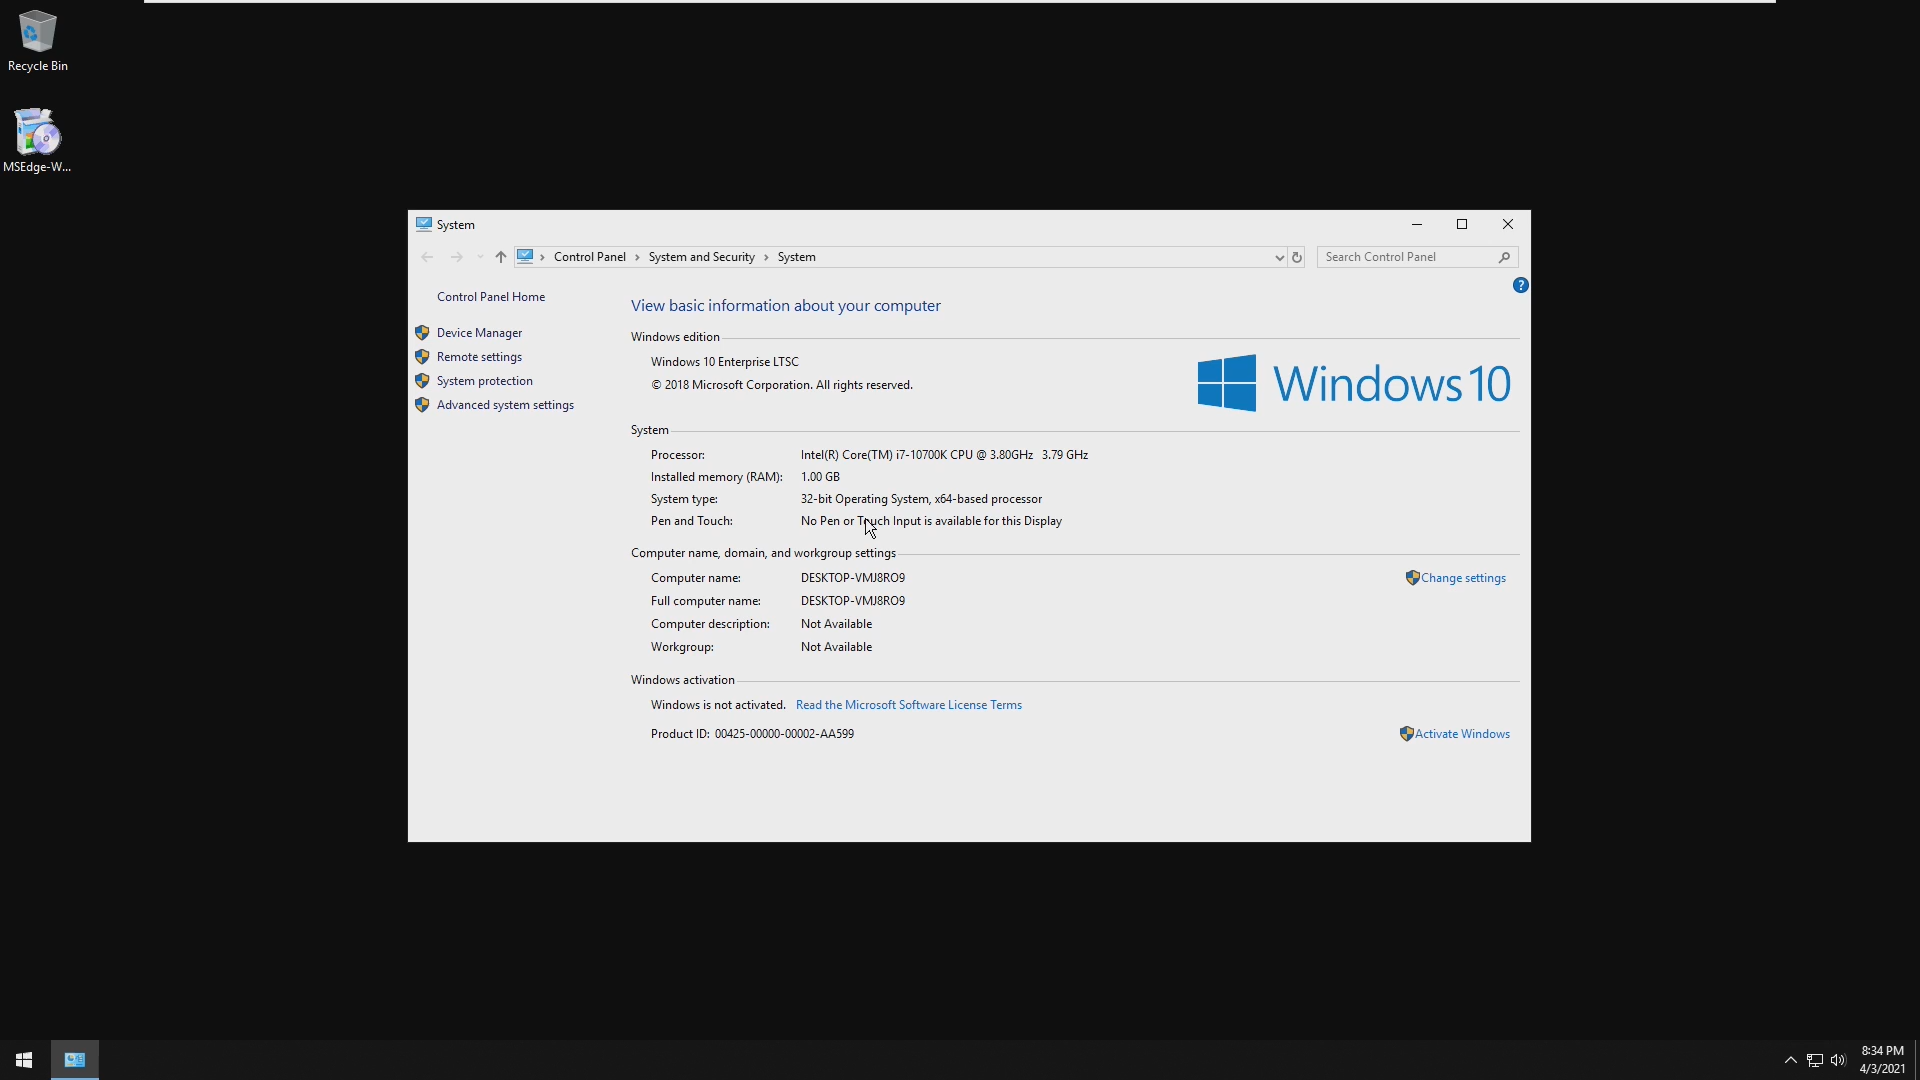 Recycle Bin
MSEdge-W...
System
Control Panel > System and Security > System
Search Control Panel
Control Panel Home
Device Manager
Remote settings
System protection
Advanced system settings
View basic information about your computer
Windows edition
Windows 10 Enterprise LTSC
© 2018 Microsoft Corporation. All rights reserved.
Windows 10
System
Processor: Intel(R) Core(TM) i7-10700K CPU @ 3.80GHz 3.79 GHz
Installed memory (RAM): 1.00 GB
System type: 32-bit Operating System, x64-based processor
Pen and Touch: No Pen or Touch Input is available for this Display
Computer name, domain, and workgroup settings
Computer name: DESKTOP-VMJ8RO9
Change settings
Full computer name: DESKTOP-VMJ8RO9
Computer description: Not Available
Workgroup: Not Available
Windows activation
Windows is not activated. Read the Microsoft Software License Terms
Product ID: 00425-00000-00002-AA599
Activate Windows
8:34 PM
4/3/2021